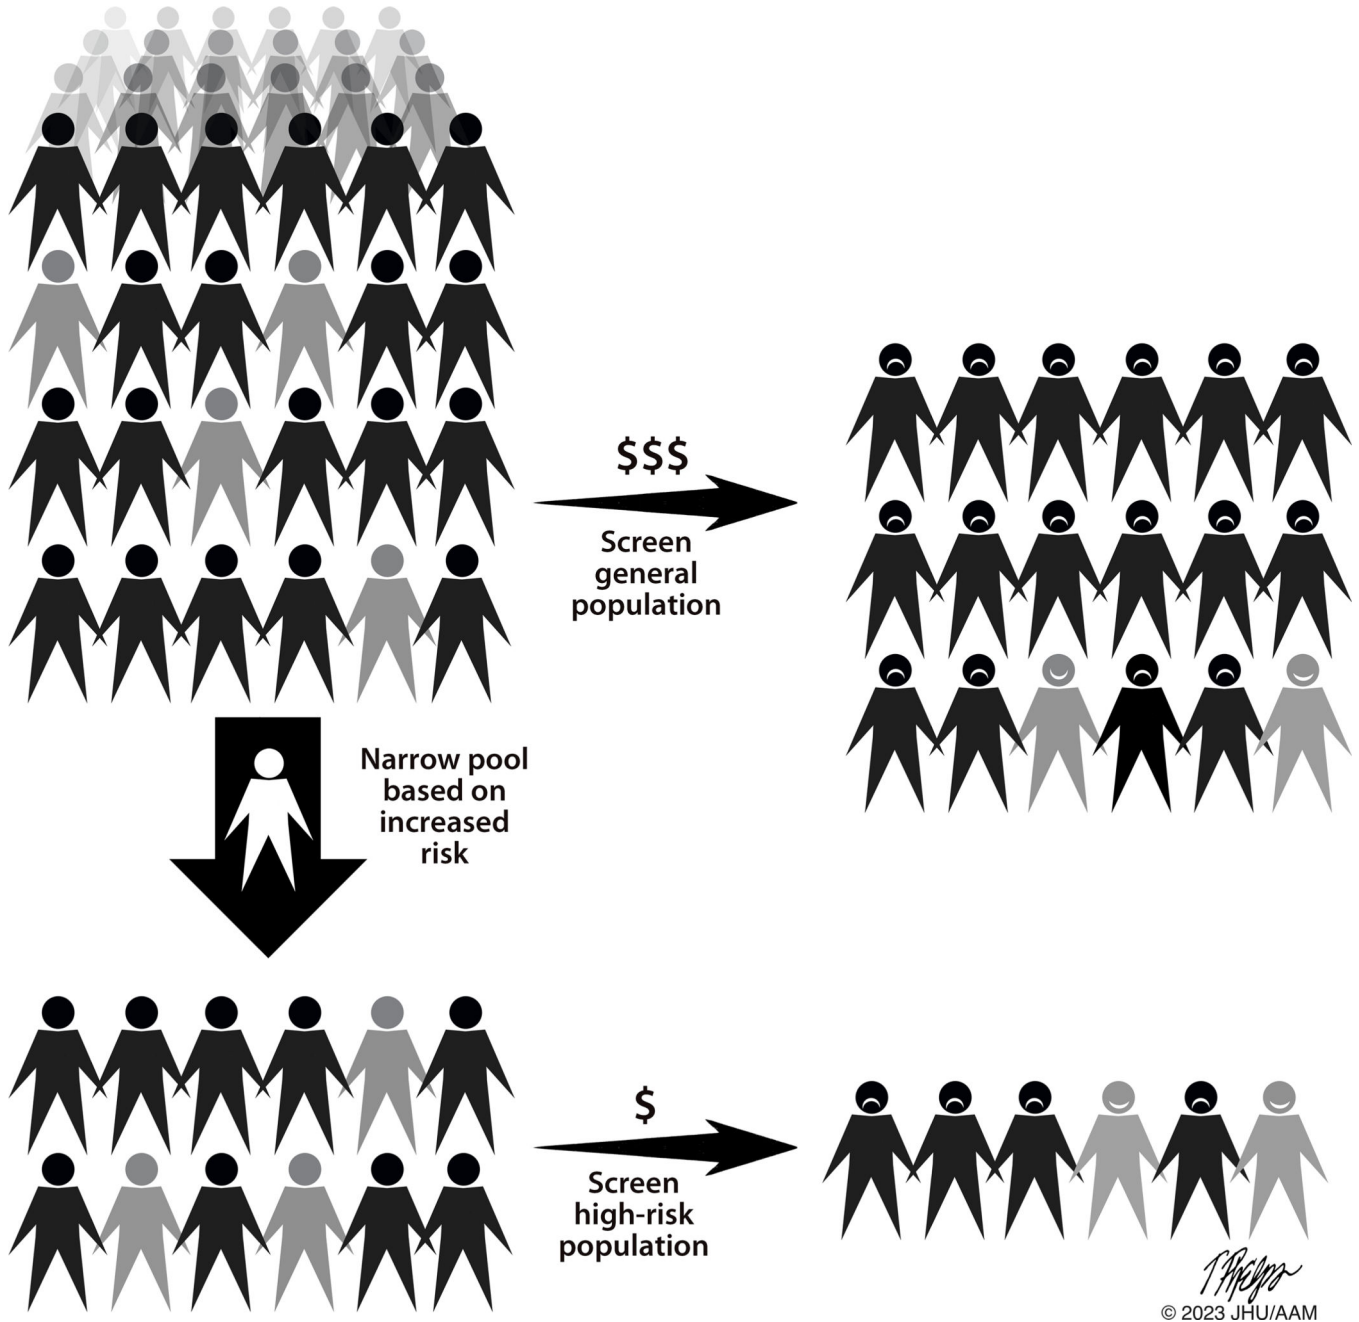 $$$
Screen
general
population
Narrow pool
based on
increased
risk
$
Screen
high-risk
population
© 2023 JHU/AAM